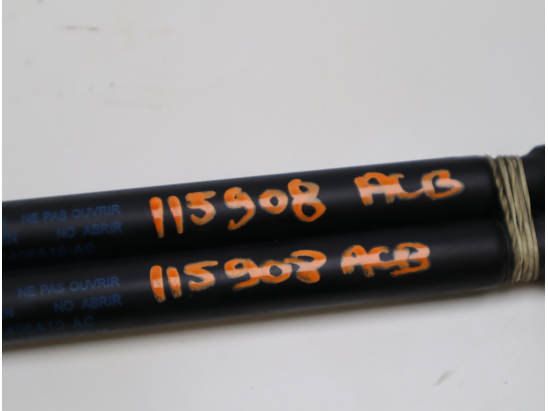 NE PAS OUVRIR
NO ABRIR
115908 ACB
NE PAS OUVRIR
NO ABRIR
115908 ACB